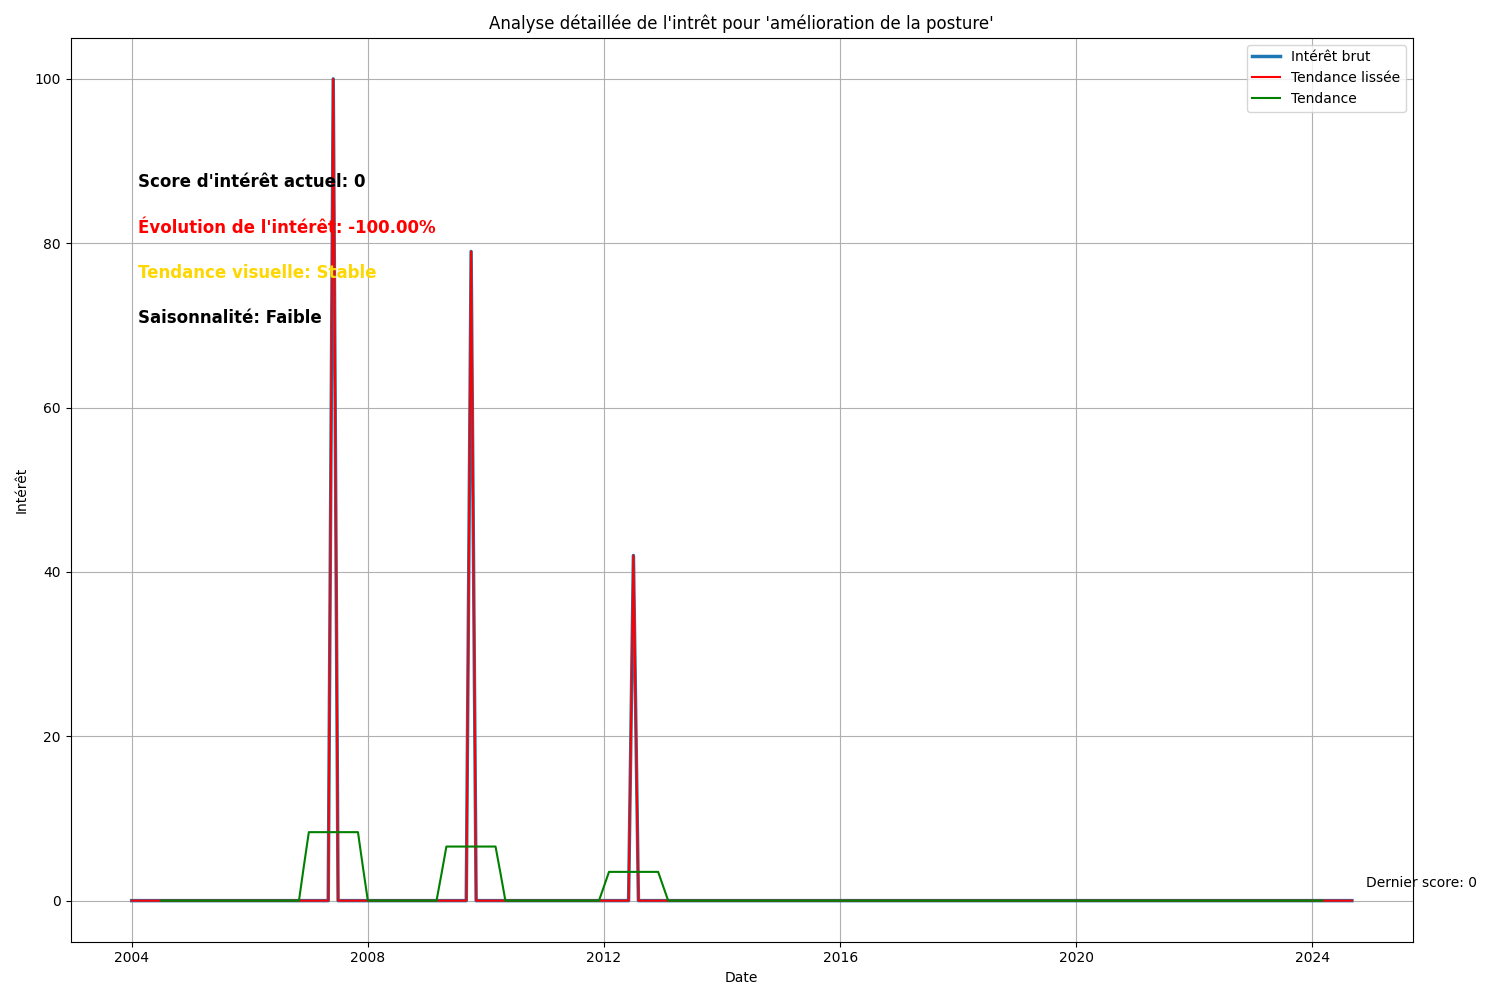 Analyse détaillée de l'intrêt pour 'amélioration de la posture'
Intérêt brut
Tendance lissée
Tendance
100
80
60
40
20
0
Intérêt
Score d'intérêt actuel: 0
Évolution de l'intérêt: -100.00%
Tendance visuelle: Stable
Saisonnalité: Faible
Dernier score: 0
2004 2008 2012 2016 2020 2024
Date